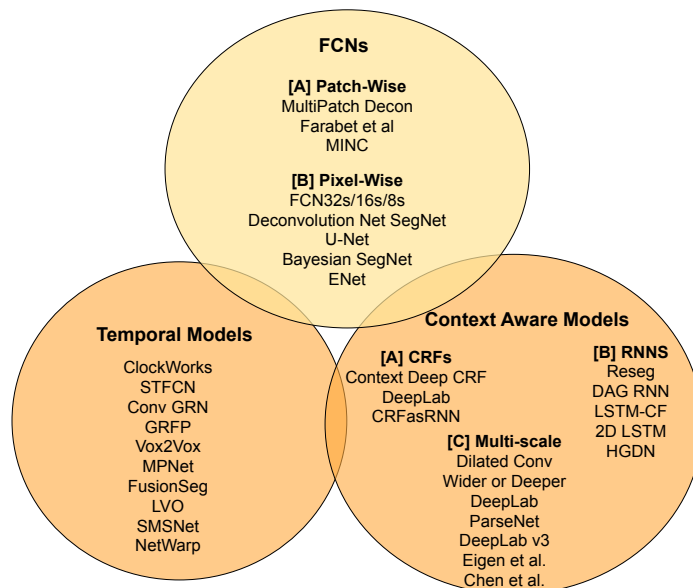 FCNs
[A] Patch-Wise
MultiPatch Decon
Farabet et al
MINC
[B] Pixel-Wise
FCN32s/16s/8s
Deconvolution Net SegNet
U-Net
Bayesian SegNet
ENet
Temporal Models
ClockWorks
STFCN
Conv GRN
GRFP
Vox2Vox
MPNet
FusionSeg
LVO
SMSNet
NetWarp
Context Aware Models
[A] CRFs
Context Deep CRF
DeepLab
CRFasRNN
[B] RNNS
Reseg
DAG RNN
LSTM-CF
2D LSTM
HGDN
[C] Multi-scale
Dilated Conv
Wider or Deeper
DeepLab
ParseNet
DeepLab v3
Eigen et al.
Chen et al.